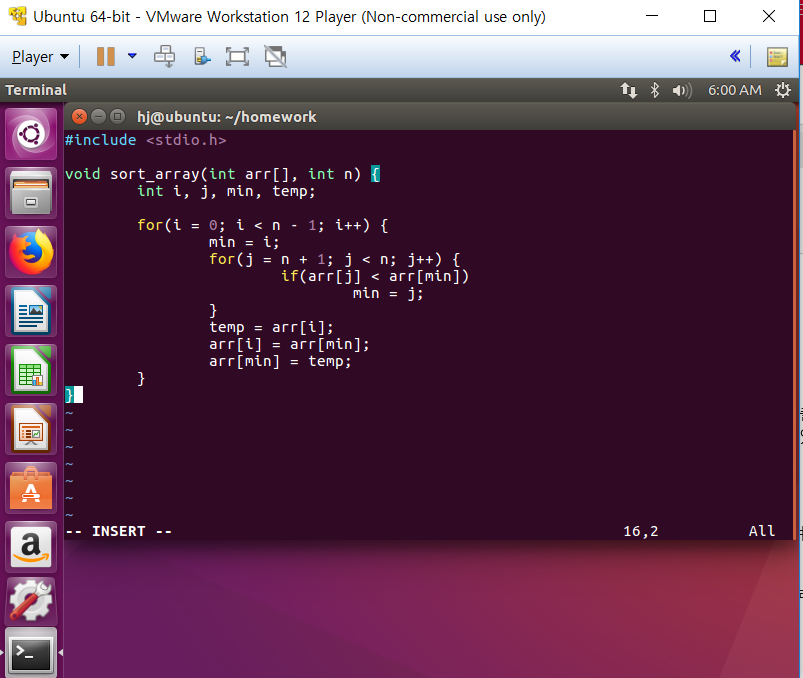 Ubuntu 64-bit - VMware Workstation 12 Player (Non-commercial use only)
Player
Terminal
6:00 AM
hj@ubuntu: ~/homework
#include <stdio.h>
void sort_array(int arr[], int n) {
        int i, j, min, temp;
        for(i = 0; i < n - 1; i++) {
                min = i;
                for(j = n + 1; j < n; j++) {
                        if(arr[j] < arr[min])
                                min = j;
                }
                temp = arr[i];
                arr[i] = arr[min];
                arr[min] = temp;
        }
}
~
~
~
~
~
~
~
-- INSERT -- 16,2 All